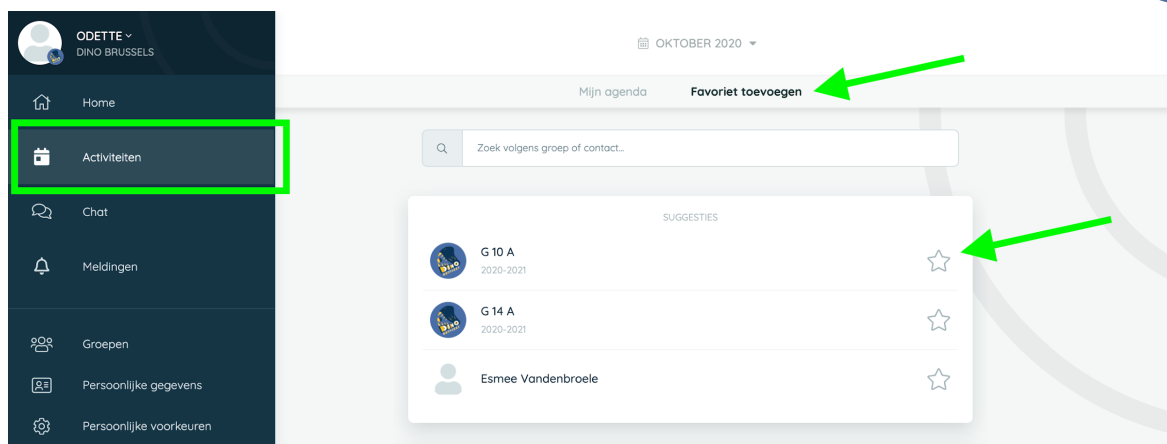 ODETTE
DINO BRUSSELS
Home
Activiteiten
Chat
Meldingen
Groepen
Persoonlijke gegevens
Persoonlijke voorkeuren
OKTOBER 2020
Mijn agenda Favoriet toevoegen
Zoek volgens groep of contact...
SUGGESTIES
G 10 A
2020-2021
G 14 A
2020-2021
Esmee Vandenbroele